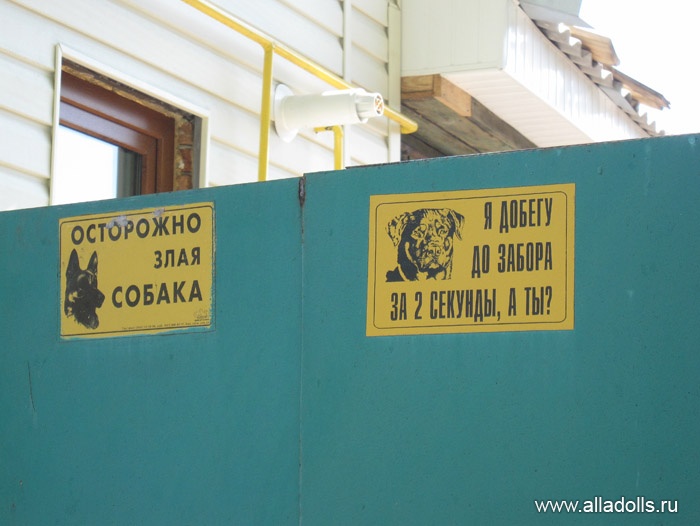 ОСТОРОЖНО
ЗЛАЯ
СОБАКА
Я ДОБЕГУ
ДО ЗАБОРА
ЗА 2 СЕКУНДЫ, А ТЫ?
www.alladolls.ru